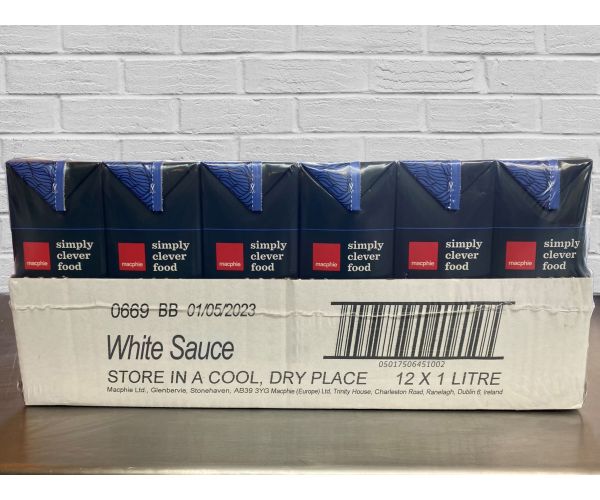 simply
clever
food
macphie
simply
clever
food
macphie
simply
clever
food
macphie
simply
clever
food
macphie
simply
clever
food
macphie
simply
clever
food
macphie
0669 BB 01/05/2023
White Sauce
05017506451002
STORE IN A COOL, DRY PLACE 12 X 1 LITRE
Macphie Ltd., Glenbervie, Stonehaven, AB39 3YG Macphie (Europe) Ltd, Trinity House, Charleston Road, Ranelagh, Dublin 6, Ireland